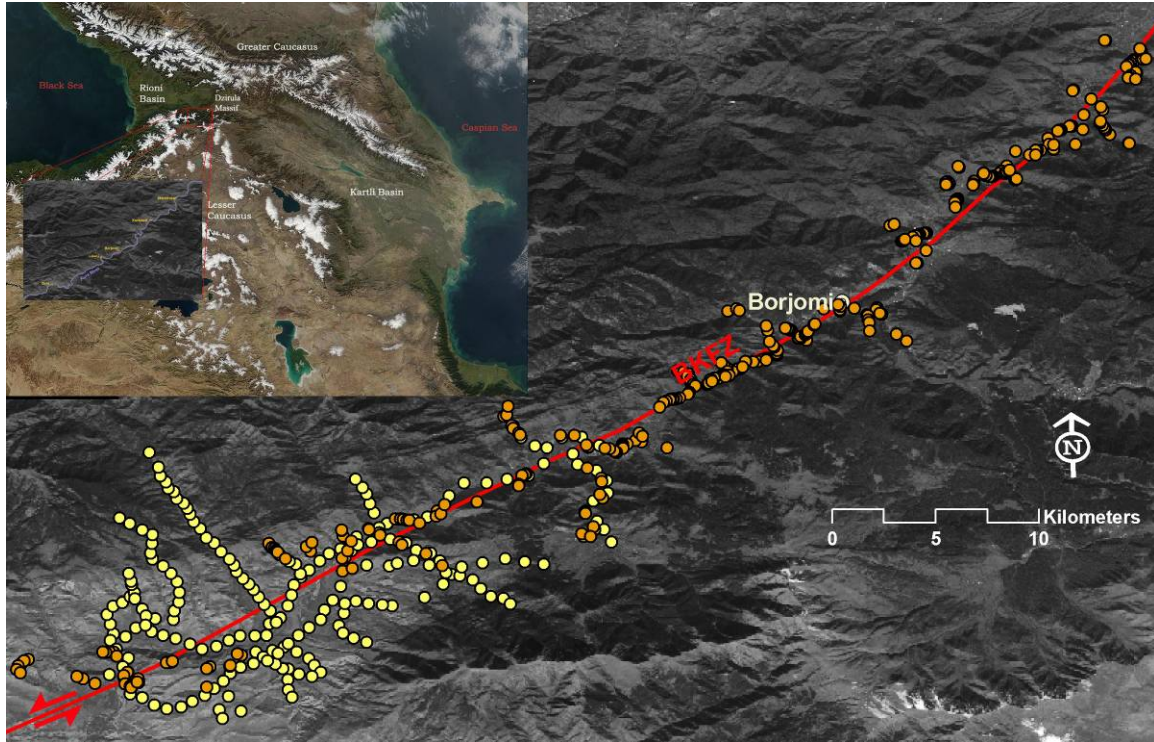 Greater Caucasus
Black Sea
Rioni
Basin
Dzirula
Massif
Caspian Sea
Kartli Basin
Lesser
Caucasus
Borjomi
BKFZ
N
Kilometers
0 5 10